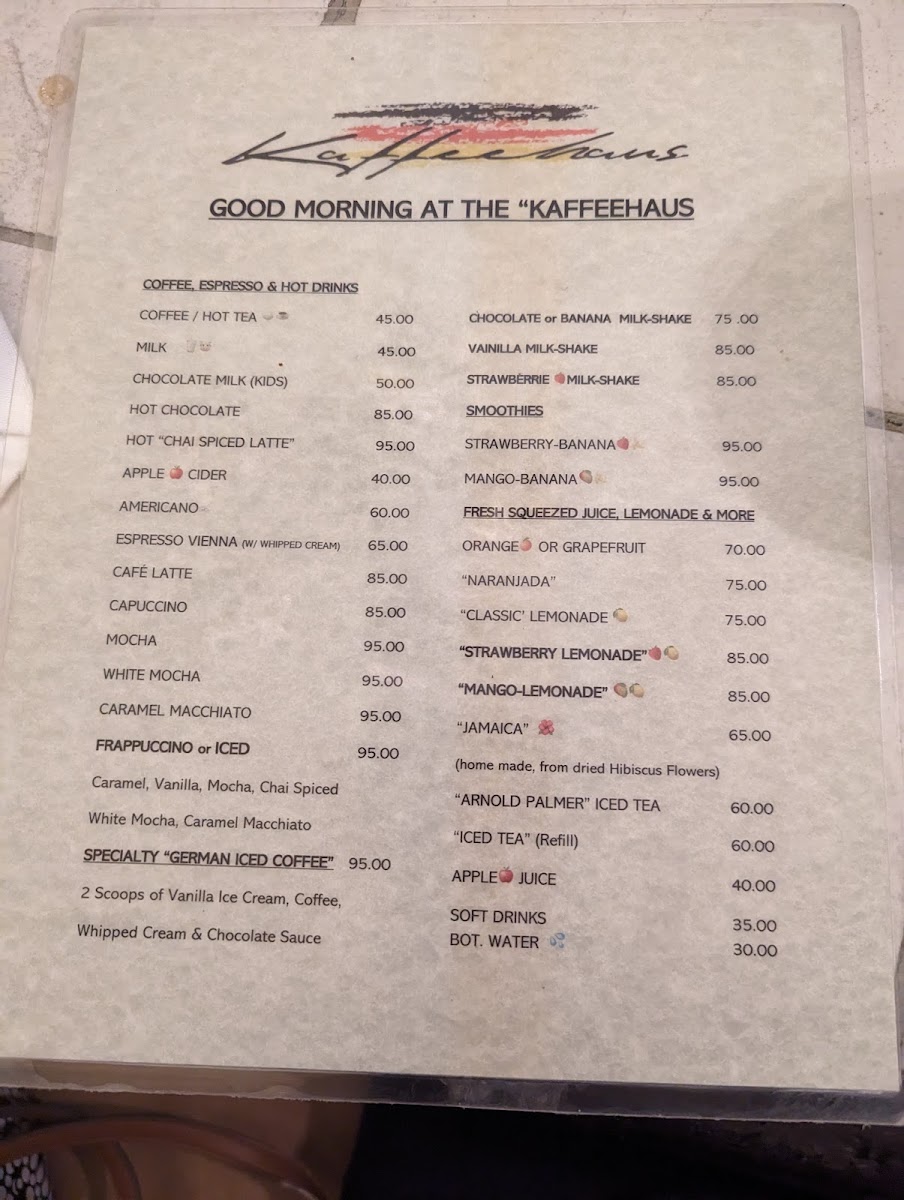 Kaffeehaus
GOOD MORNING AT THE “KAFFEEHAUS
COFFEE, ESPRESSO & HOT DRINKS
COFFEE / HOT TEA 45.00
MILK 45.00
CHOCOLATE MILK (KIDS) 50.00
HOT CHOCOLATE 85.00
HOT “CHAI SPICED LATTE” 95.00
APPLE 🍎 CIDER 40.00
AMERICANO 60.00
ESPRESSO VIENNA (W/ WHIPPED CREAM) 65.00
CAFÉ LATTE 85.00
CAPUCCINO 85.00
MOCHA 95.00
WHITE MOCHA 95.00
CARAMEL MACCHIATO 95.00
FRAPPUCCINO or ICED 95.00
Caramel, Vanilla, Mocha, Chai Spiced
White Mocha, Caramel Macchiato
SPECIALTY “GERMAN ICED COFFEE” 95.00
2 Scoops of Vanilla Ice Cream, Coffee,
Whipped Cream & Chocolate Sauce
CHOCOLATE or BANANA MILK-SHAKE 75 .00
VAINILLA MILK-SHAKE 85.00
STRAWBERRIE 🍓MILK-SHAKE 85.00
SMOOTHIES
STRAWBERRY-BANANA🍓🍌 95.00
MANGO-BANANA🥭🍌 95.00
FRESH SQUEEZED JUICE, LEMONADE & MORE
ORANGE🍊 OR GRAPEFRUIT 70.00
“NARANJADA” 75.00
“CLASSIC’ LEMONADE 🍋 75.00
“STRAWBERRY LEMONADE”🍓🍋 85.00
“MANGO-LEMONADE” 🥭🍋 85.00
“JAMAICA” 🌺 65.00
(home made, from dried Hibiscus Flowers)
“ARNOLD PALMER” ICED TEA 60.00
“ICED TEA” (Refill) 60.00
APPLE🍎 JUICE 40.00
SOFT DRINKS 35.00
BOT. WATER 💦 30.00